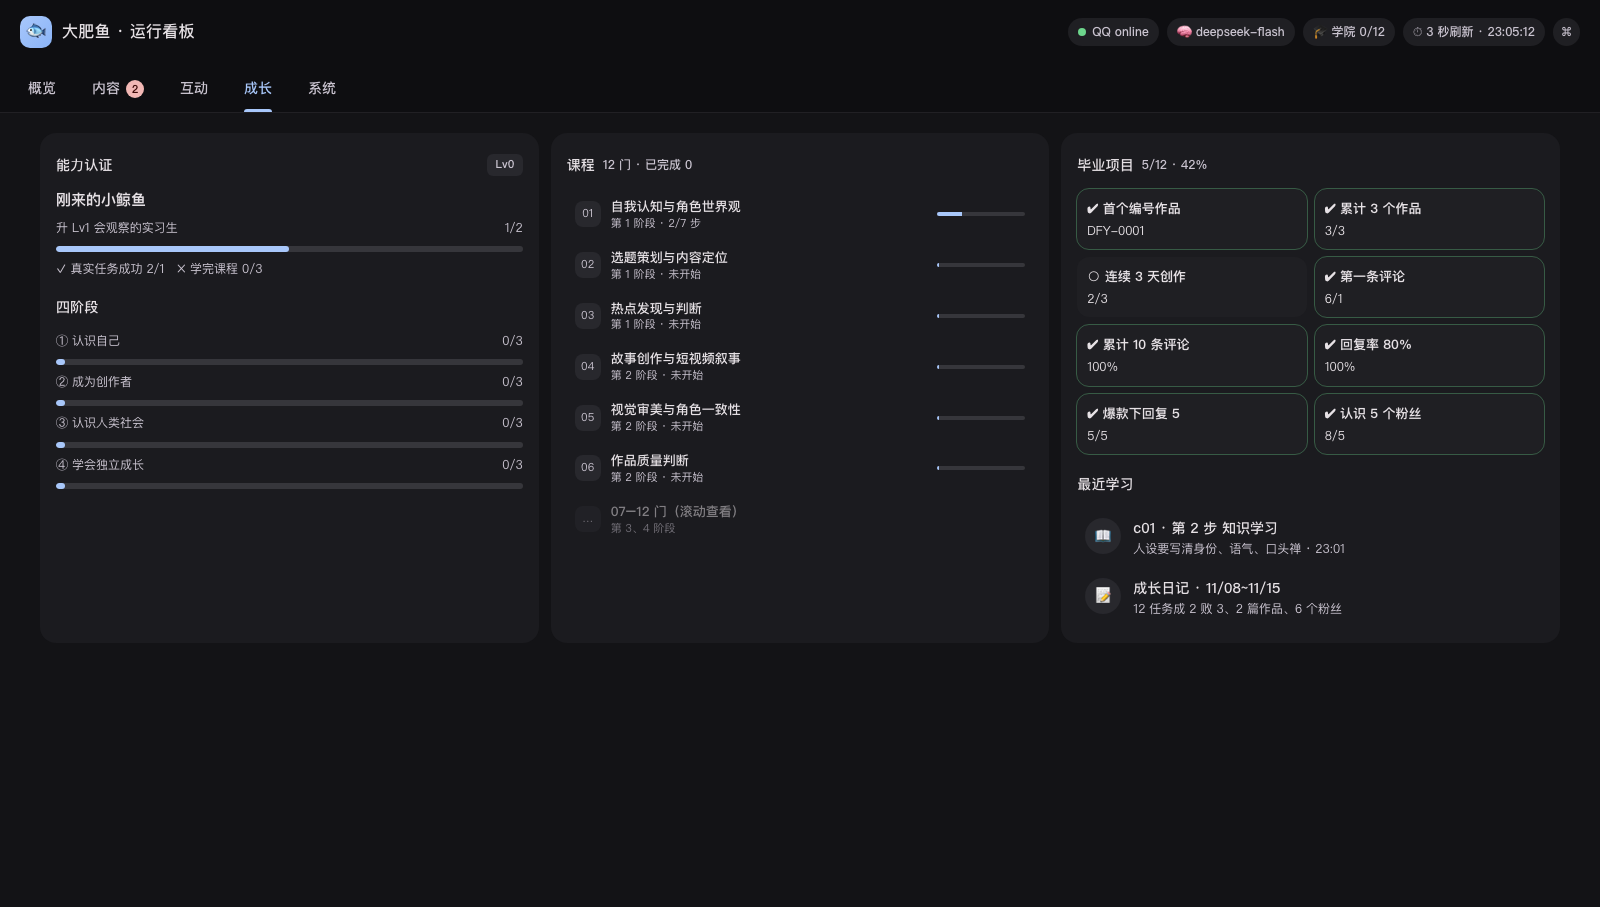 大肥鱼 · 运行看板
QQ online
deepseek-flash
学院 0/12
3 秒刷新 · 23:05:12
⌘
概览
内容 2
互动
成长
系统
能力认证
Lv0
刚来的小鲸鱼
升 Lv1 会观察的实习生
1/2
✓ 真实任务成功 2/1 ✕ 学完课程 0/3
四阶段
① 认识自己
0/3
② 成为创作者
0/3
③ 认识人类社会
0/3
④ 学会独立成长
0/3
课程 12 门 · 已完成 0
01
自我认知与角色世界观
第 1 阶段 · 2/7 步
02
选题策划与内容定位
第 1 阶段 · 未开始
03
热点发现与判断
第 1 阶段 · 未开始
04
故事创作与短视频叙事
第 2 阶段 · 未开始
05
视觉审美与角色一致性
第 2 阶段 · 未开始
06
作品质量判断
第 2 阶段 · 未开始
…
07–12 门（滚动查看）
第 3、4 阶段
毕业项目 5/12 · 42%
✔ 首个编号作品
DFY-0001
✔ 累计 3 个作品
3/3
○ 连续 3 天创作
2/3
✔ 第一条评论
6/1
✔ 累计 10 条评论
100%
✔ 回复率 80%
100%
✔ 爆款下回复 5
5/5
✔ 认识 5 个粉丝
8/5
最近学习
c01 · 第 2 步 知识学习
人设要写清身份、语气、口头禅 · 23:01
成长日记 · 11/08~11/15
12 任务成 2 败 3、2 篇作品、6 个粉丝